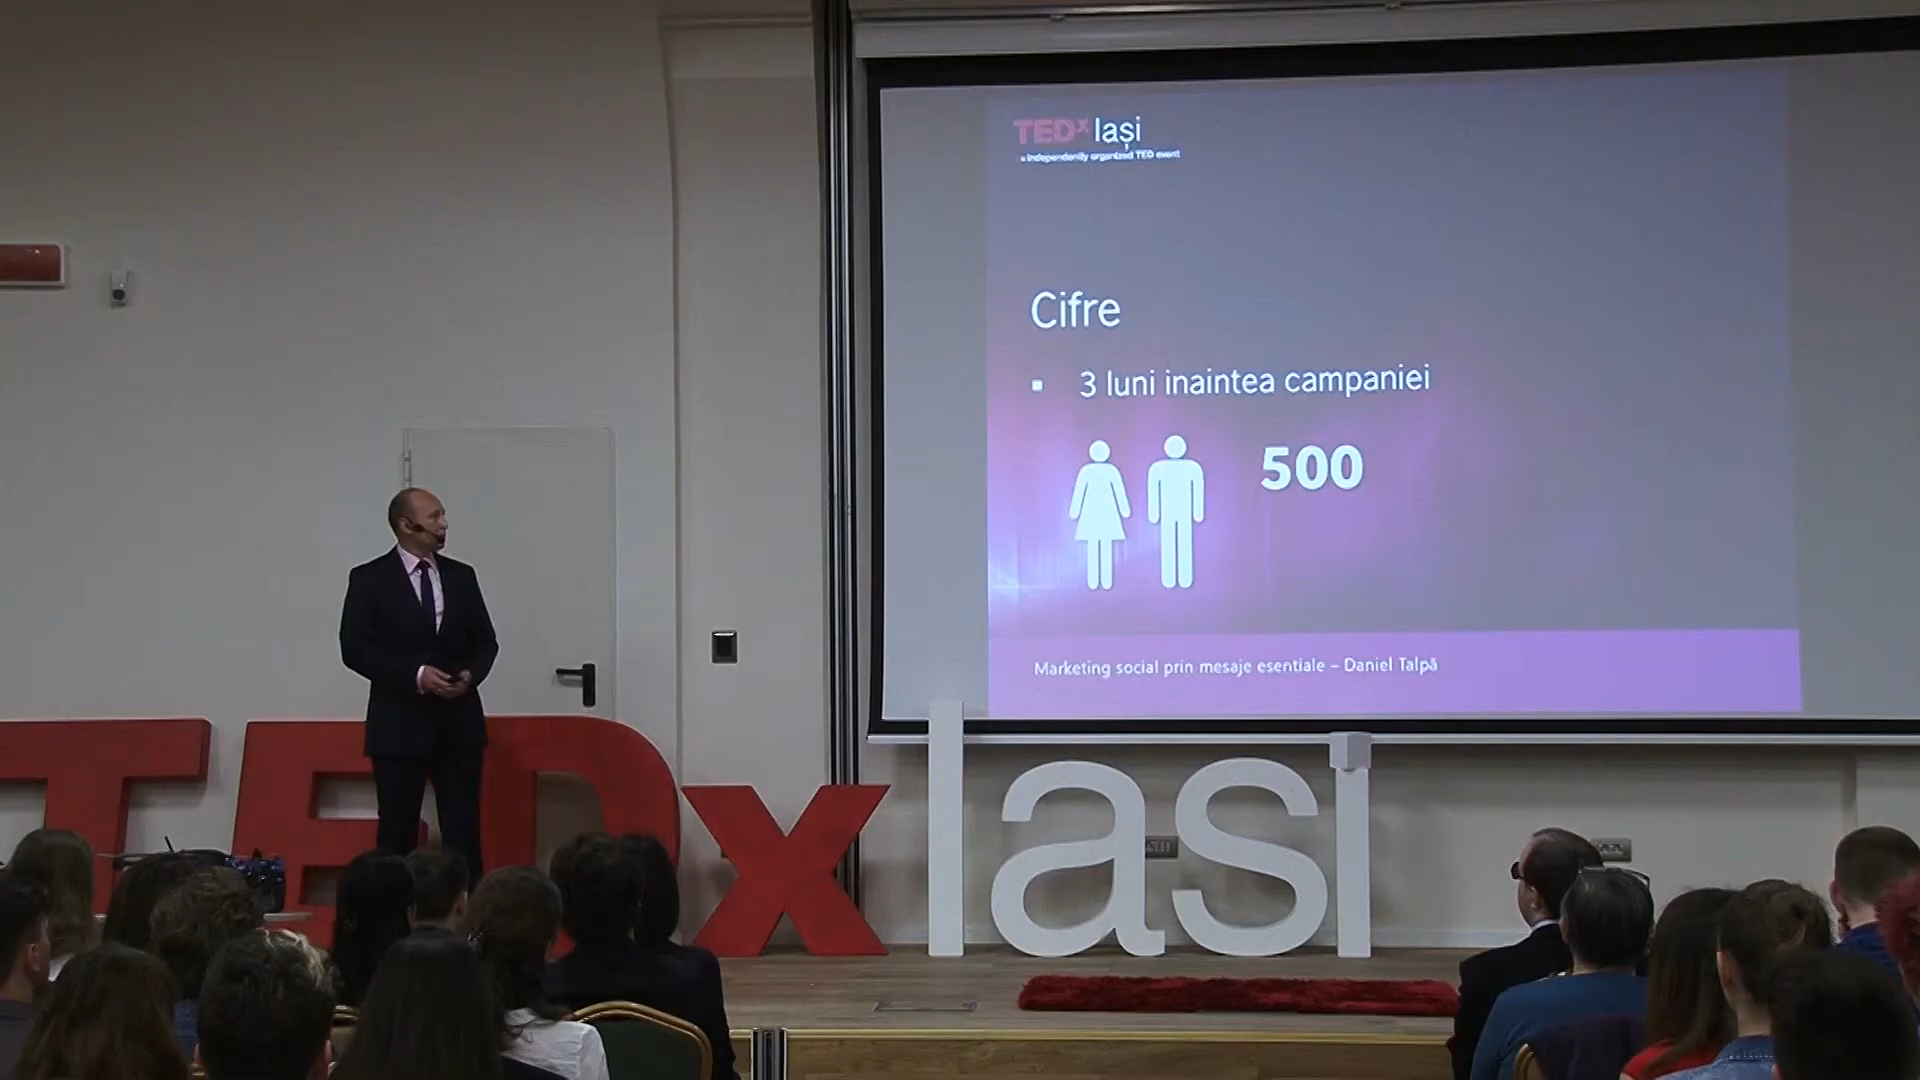 TEDx Iași
a independently organized TED event
Cifre
3 luni inaintea campaniei
500
Marketing social prin mesaje esentiale – Daniel Talpă
TEDx Iasi